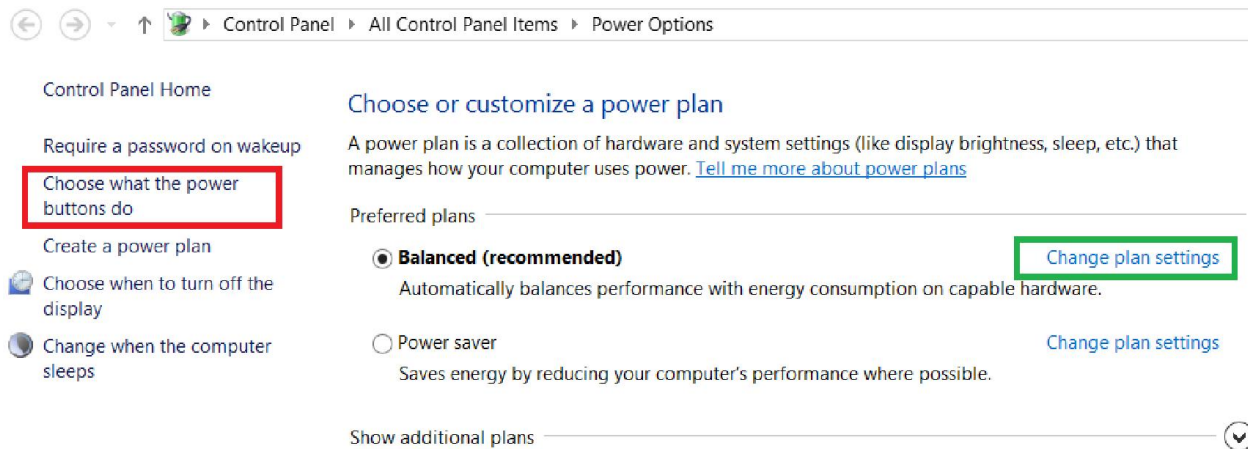 Control Panel All Control Panel Items Power Options
Control Panel Home
Require a password on wakeup
Choose what the power
buttons do
Create a power plan
Choose when to turn off the
display
Change when the computer
sleeps
Choose or customize a power plan
A power plan is a collection of hardware and system settings (like display brightness, sleep, etc.) that
manages how your computer uses power. Tell me more about power plans
Preferred plans
Balanced (recommended) Change plan settings
Automatically balances performance with energy consumption on capable hardware.
Power saver Change plan settings
Saves energy by reducing your computer's performance where possible.
Show additional plans